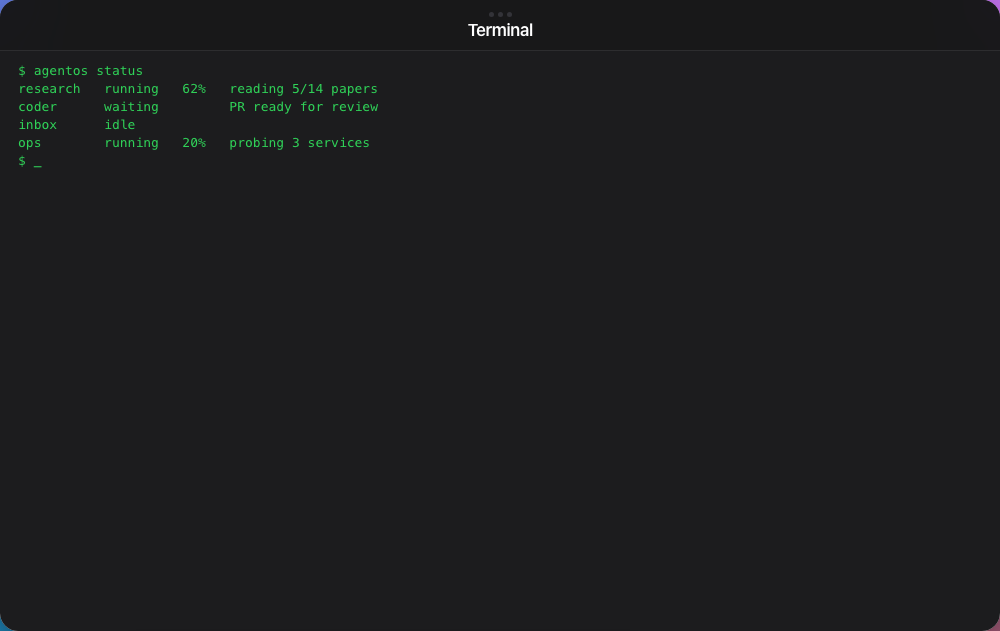 Terminal
$ agentos status
research   running   62%   reading 5/14 papers
coder      waiting         PR ready for review
inbox      idle
ops        running   20%   probing 3 services
$ _